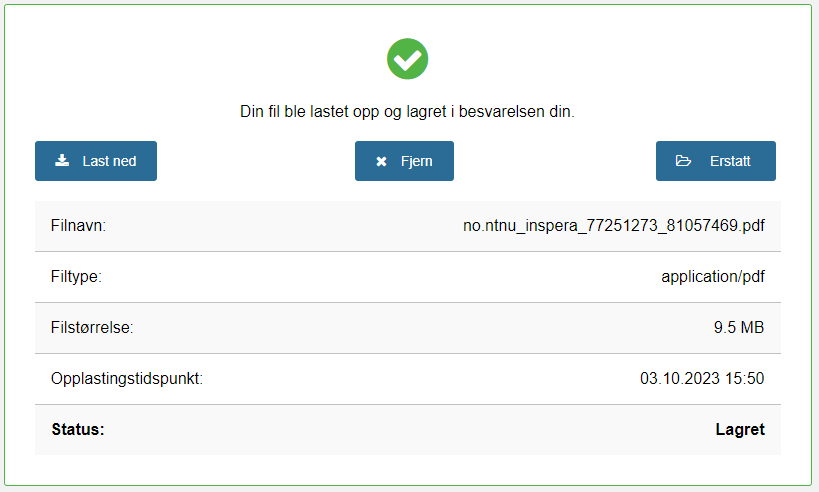 Din fil ble lastet opp og lagret i besvarelsen din.
Last ned
Fjern
Erstatt
Filnavn: no.ntnu_inspera_77251273_81057469.pdf
Filtype: application/pdf
Filstørrelse: 9.5 MB
Opplastingstidspunkt: 03.10.2023 15:50
Status: Lagret